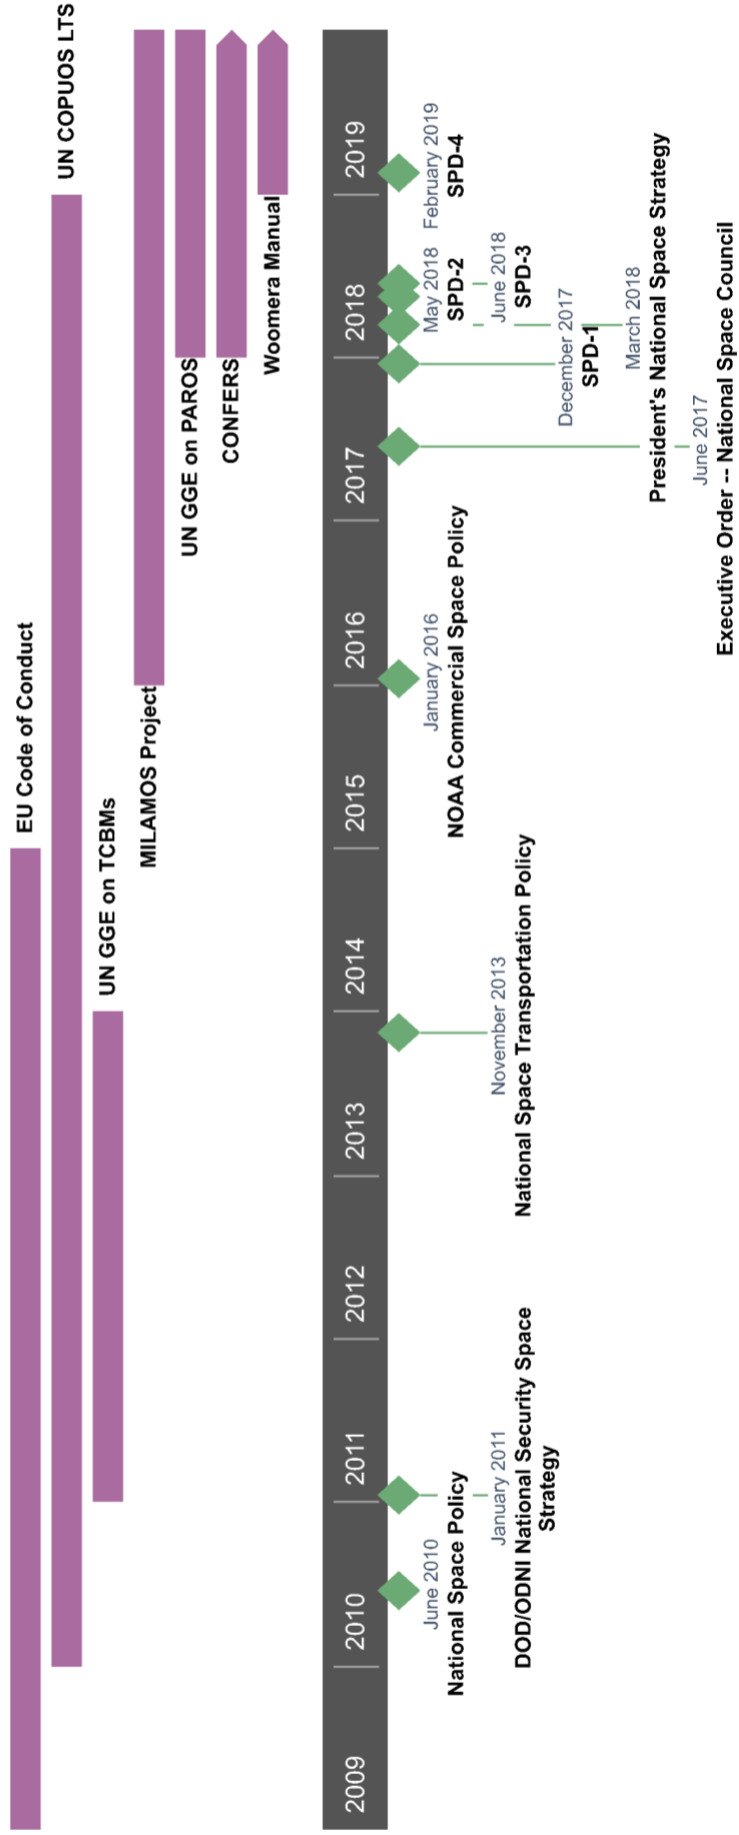 EU Code of Conduct
UN COPUOS LTS
UN GGE on TCBMs
MILAMOS Project
UN GGE on PAROS
CONFERS
Woomera Manual
2009
2010
2011
2012
2013
2014
2015
2016
2017
2018
2019
June 2010
National Space Policy
January 2011
DOD/ODNI National Security Space
Strategy
November 2013
National Space Transportation Policy
January 2016
NOAA Commercial Space Policy
June 2017
Executive Order -- National Space Council
December 2017
SPD-1
March 2018
President's National Space Strategy
May 2018
SPD-2
June 2018
SPD-3
February 2019
SPD-4